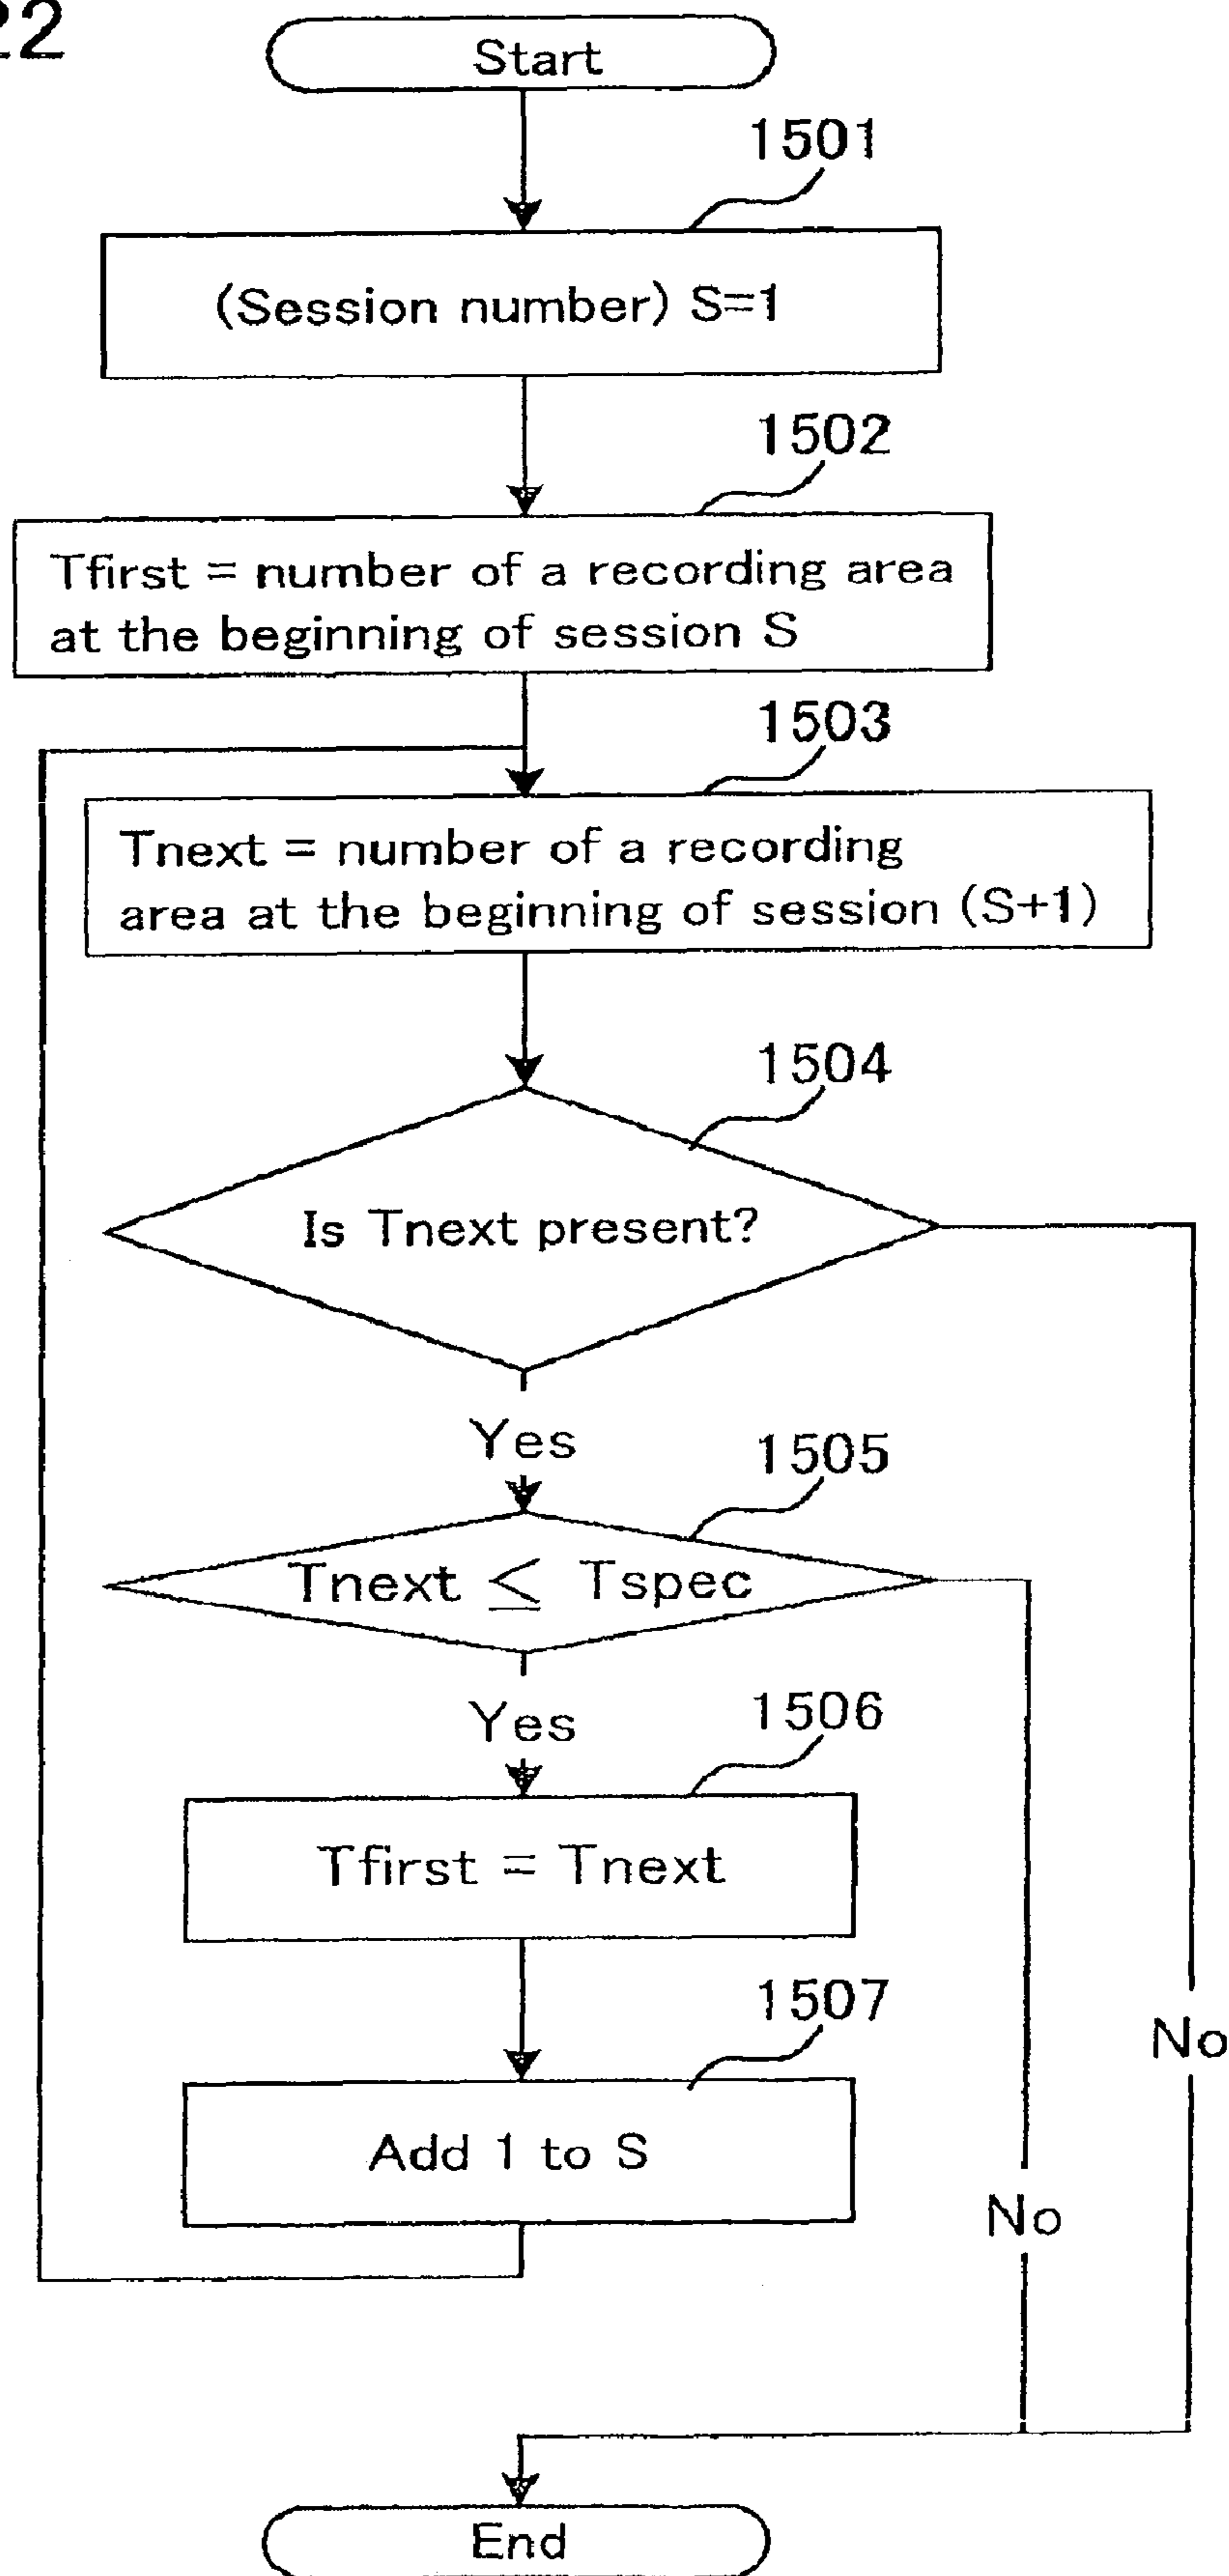 22
Start
1501
(Session number) S=1
1502
Tfirst = number of a recording area
at the beginning of session S
1503
Tnext = number of a recording
area at the beginning of session (S+1)
1504
Is Tnext present?
Yes
1505
Tnext ≤ Tspec
Yes
1506
Tfirst = Tnext
1507
Add 1 to S
No
No
End